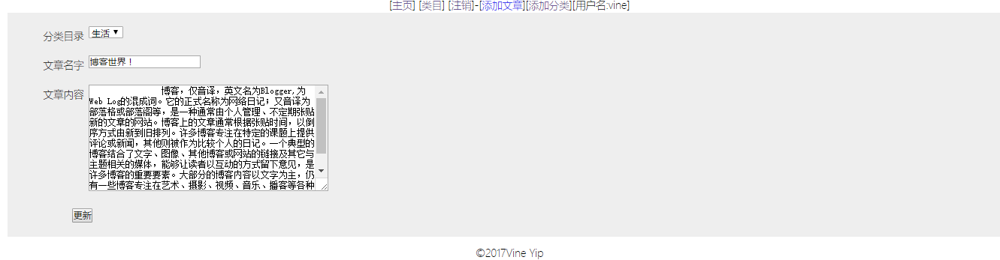 [主页] [类目] [注销]-[添加文章][添加分类][用户名:vine]
分类目录 生活
文章名字 博客世界！
文章内容 博客，仅音译，英文名为Blogger,为
Web Log的混成词。它的正式名称为网络日记；又音译为
部落格或部落阁等，是一种通常由个人管理、不定期张贴
新的文章的网站。博客上的文章通常根据张贴时间，以倒
序方式由新到旧排列。许多博客专注在特定的课题上提供
评论或新闻，其他则被作为比较个人的日记。一个典型的
博客结合了文字、图像、其他博客或网站的链接及其它与
主题相关的媒体，能够让读者以互动的方式留下意见，是
许多博客的重要要素。大部分的博客内容以文字为主，仍
有一些博客专注在艺术、摄影、视频、音乐、播客等各种
更新
©2017Vine Yip